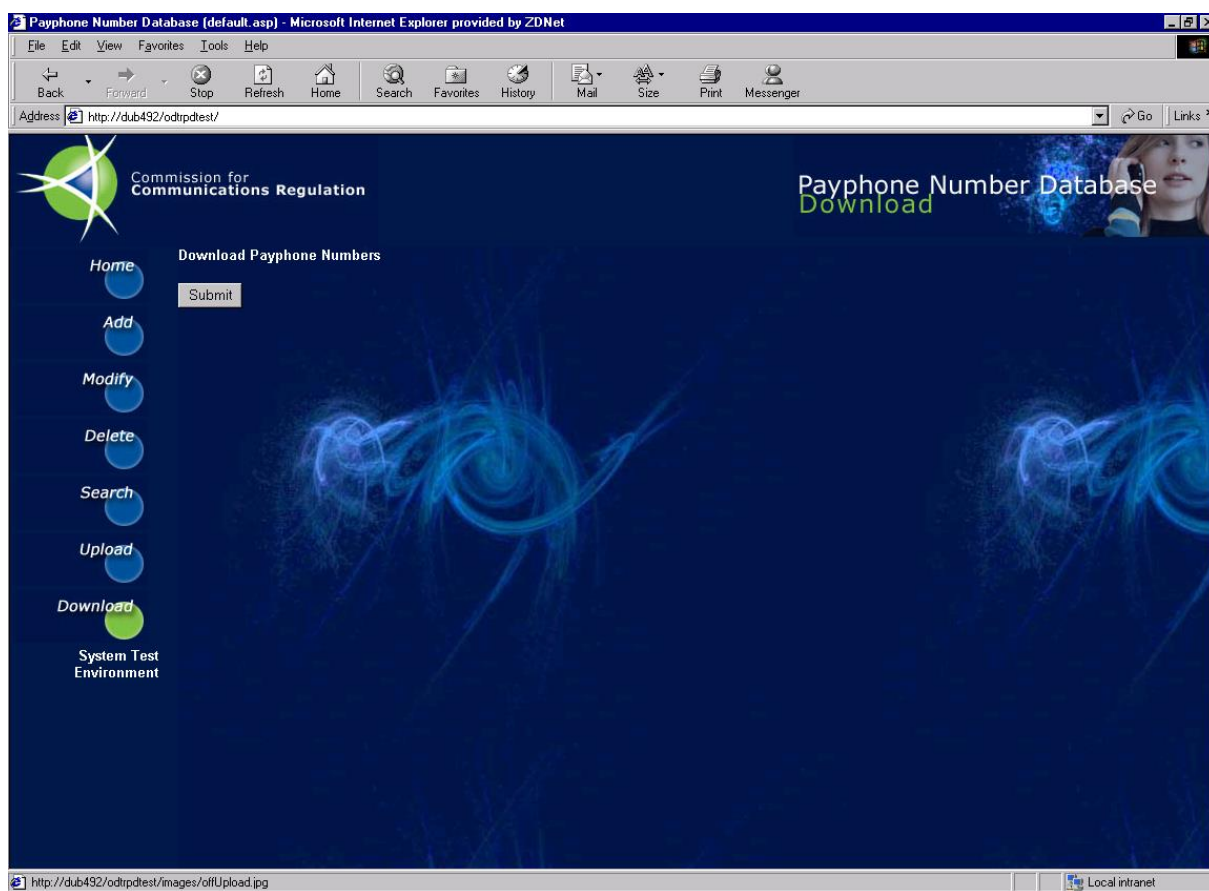 Payphone Number Database (default.asp) - Microsoft Internet Explorer provided by ZDNet
File Edit View Favorites Tools Help
Back Forward Stop Refresh Home Search Favorites History Mail Size Print Messenger
Address http://dub492/odtrpdtest/ Go Links
Commission for
Communications Regulation
Payphone Number Database
Download
Download Payphone Numbers
Submit
Home
Add
Modify
Delete
Search
Upload
Download
System Test
Environment
http://dub492/odtrpdtest/images/offUpload.jpg Local intranet